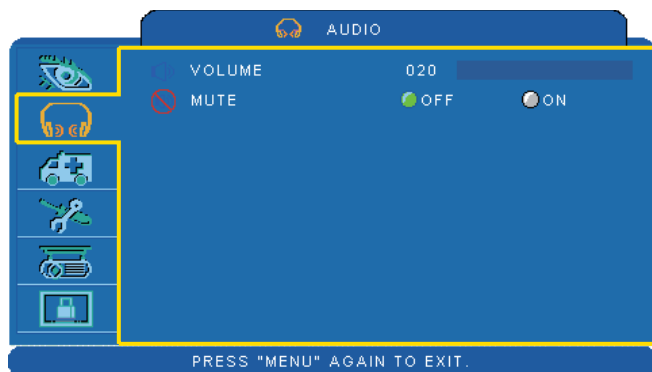 AUDIO
VOLUME 020
MUTE OFF ON
PRESS "MENU" AGAIN TO EXIT.